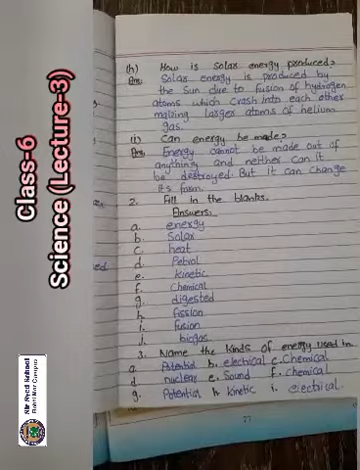 Class-6
Science (Lecture-3)
(h) How is Solar energy produced?
Ans: Solar energy is produced by
the Sun due to fusion of hydrogen
atoms which crash into each other
making larger atoms of helium
gas.
(i) Can energy be made?
Ans: Energy cannot be made out of
anything and neither can it
be destroyed. But it can change
its form.
2. Fill in the blanks.
Answers.
a. energy
b. Solar
c. heat
d. Petrol
e. kinetic
f. Chemical
g. digested
h. fission
i. fusion
j. biogas
3. Name the kinds of energy used in
a. Potential b. electrical c. Chemical
d nuclear e. Sound f. Chemical
g. Potential h. kinetic i. electrical.
77